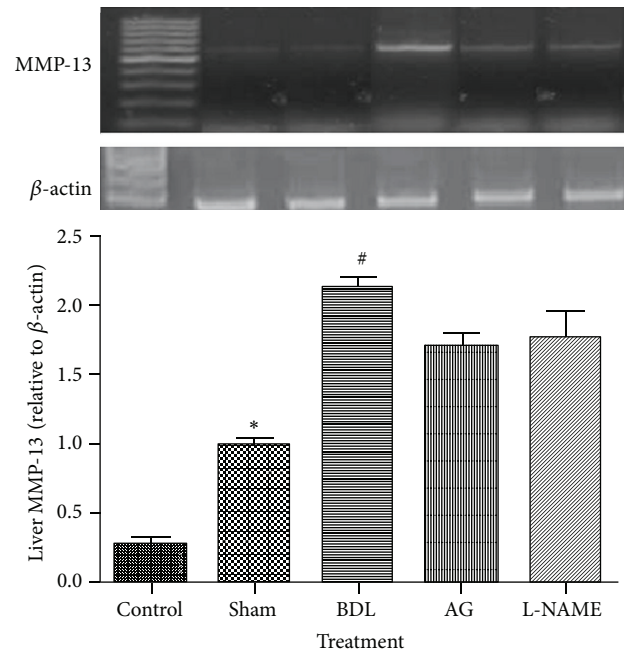 MMP-13
β-actin
Liver MMP-13 (relative to β-actin)
2.5
2.0
1.5
1.0
0.5
0.0
*
#
Control Sham BDL AG L-NAME
Treatment